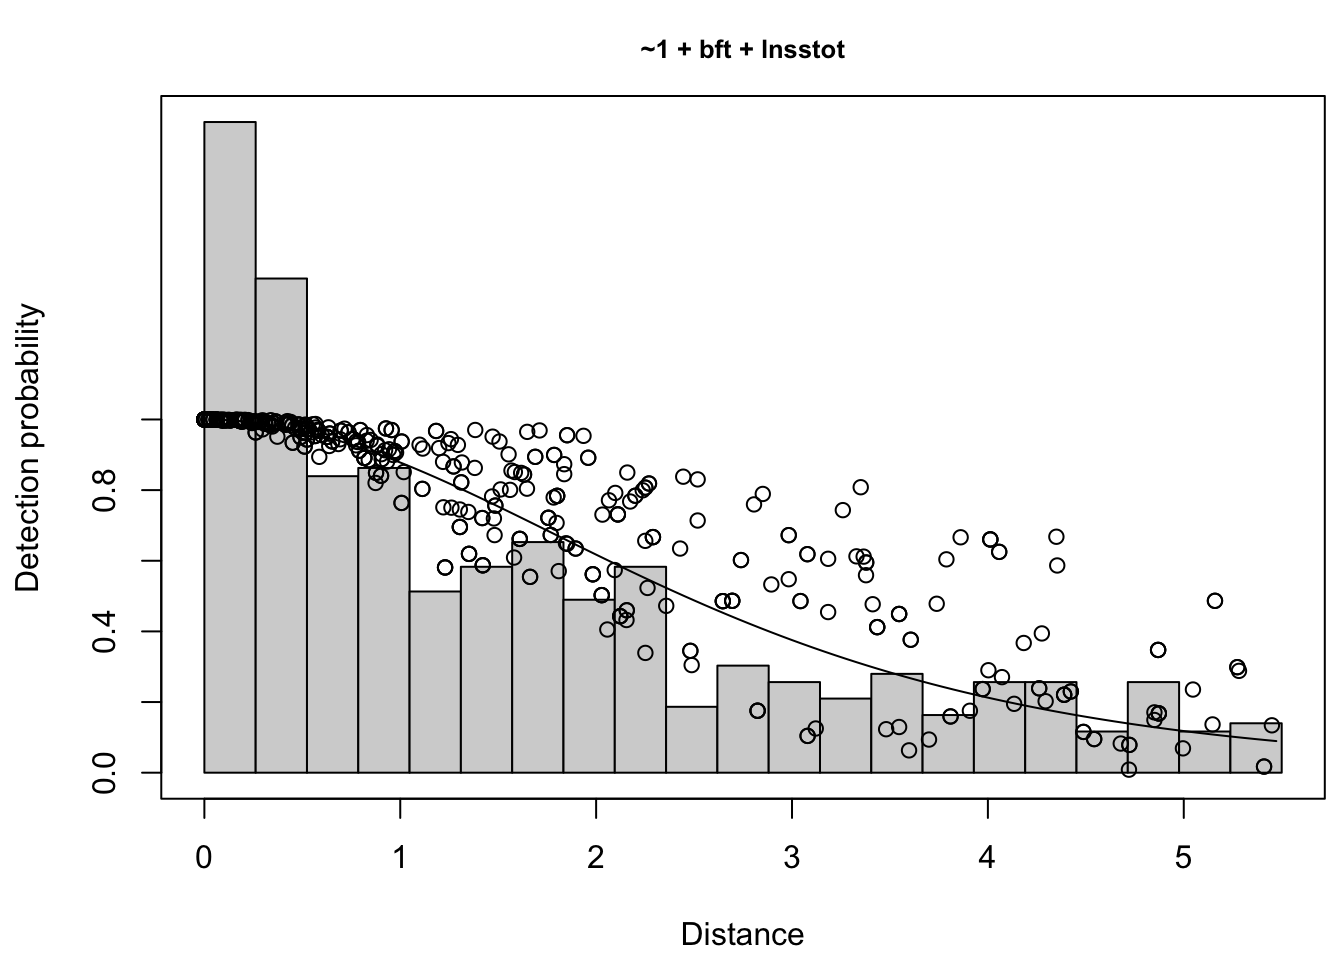 ~1 + bft + lnsstot
Detection probability
0.8
0.4
0.0
0 1 2 3 4 5
Distance